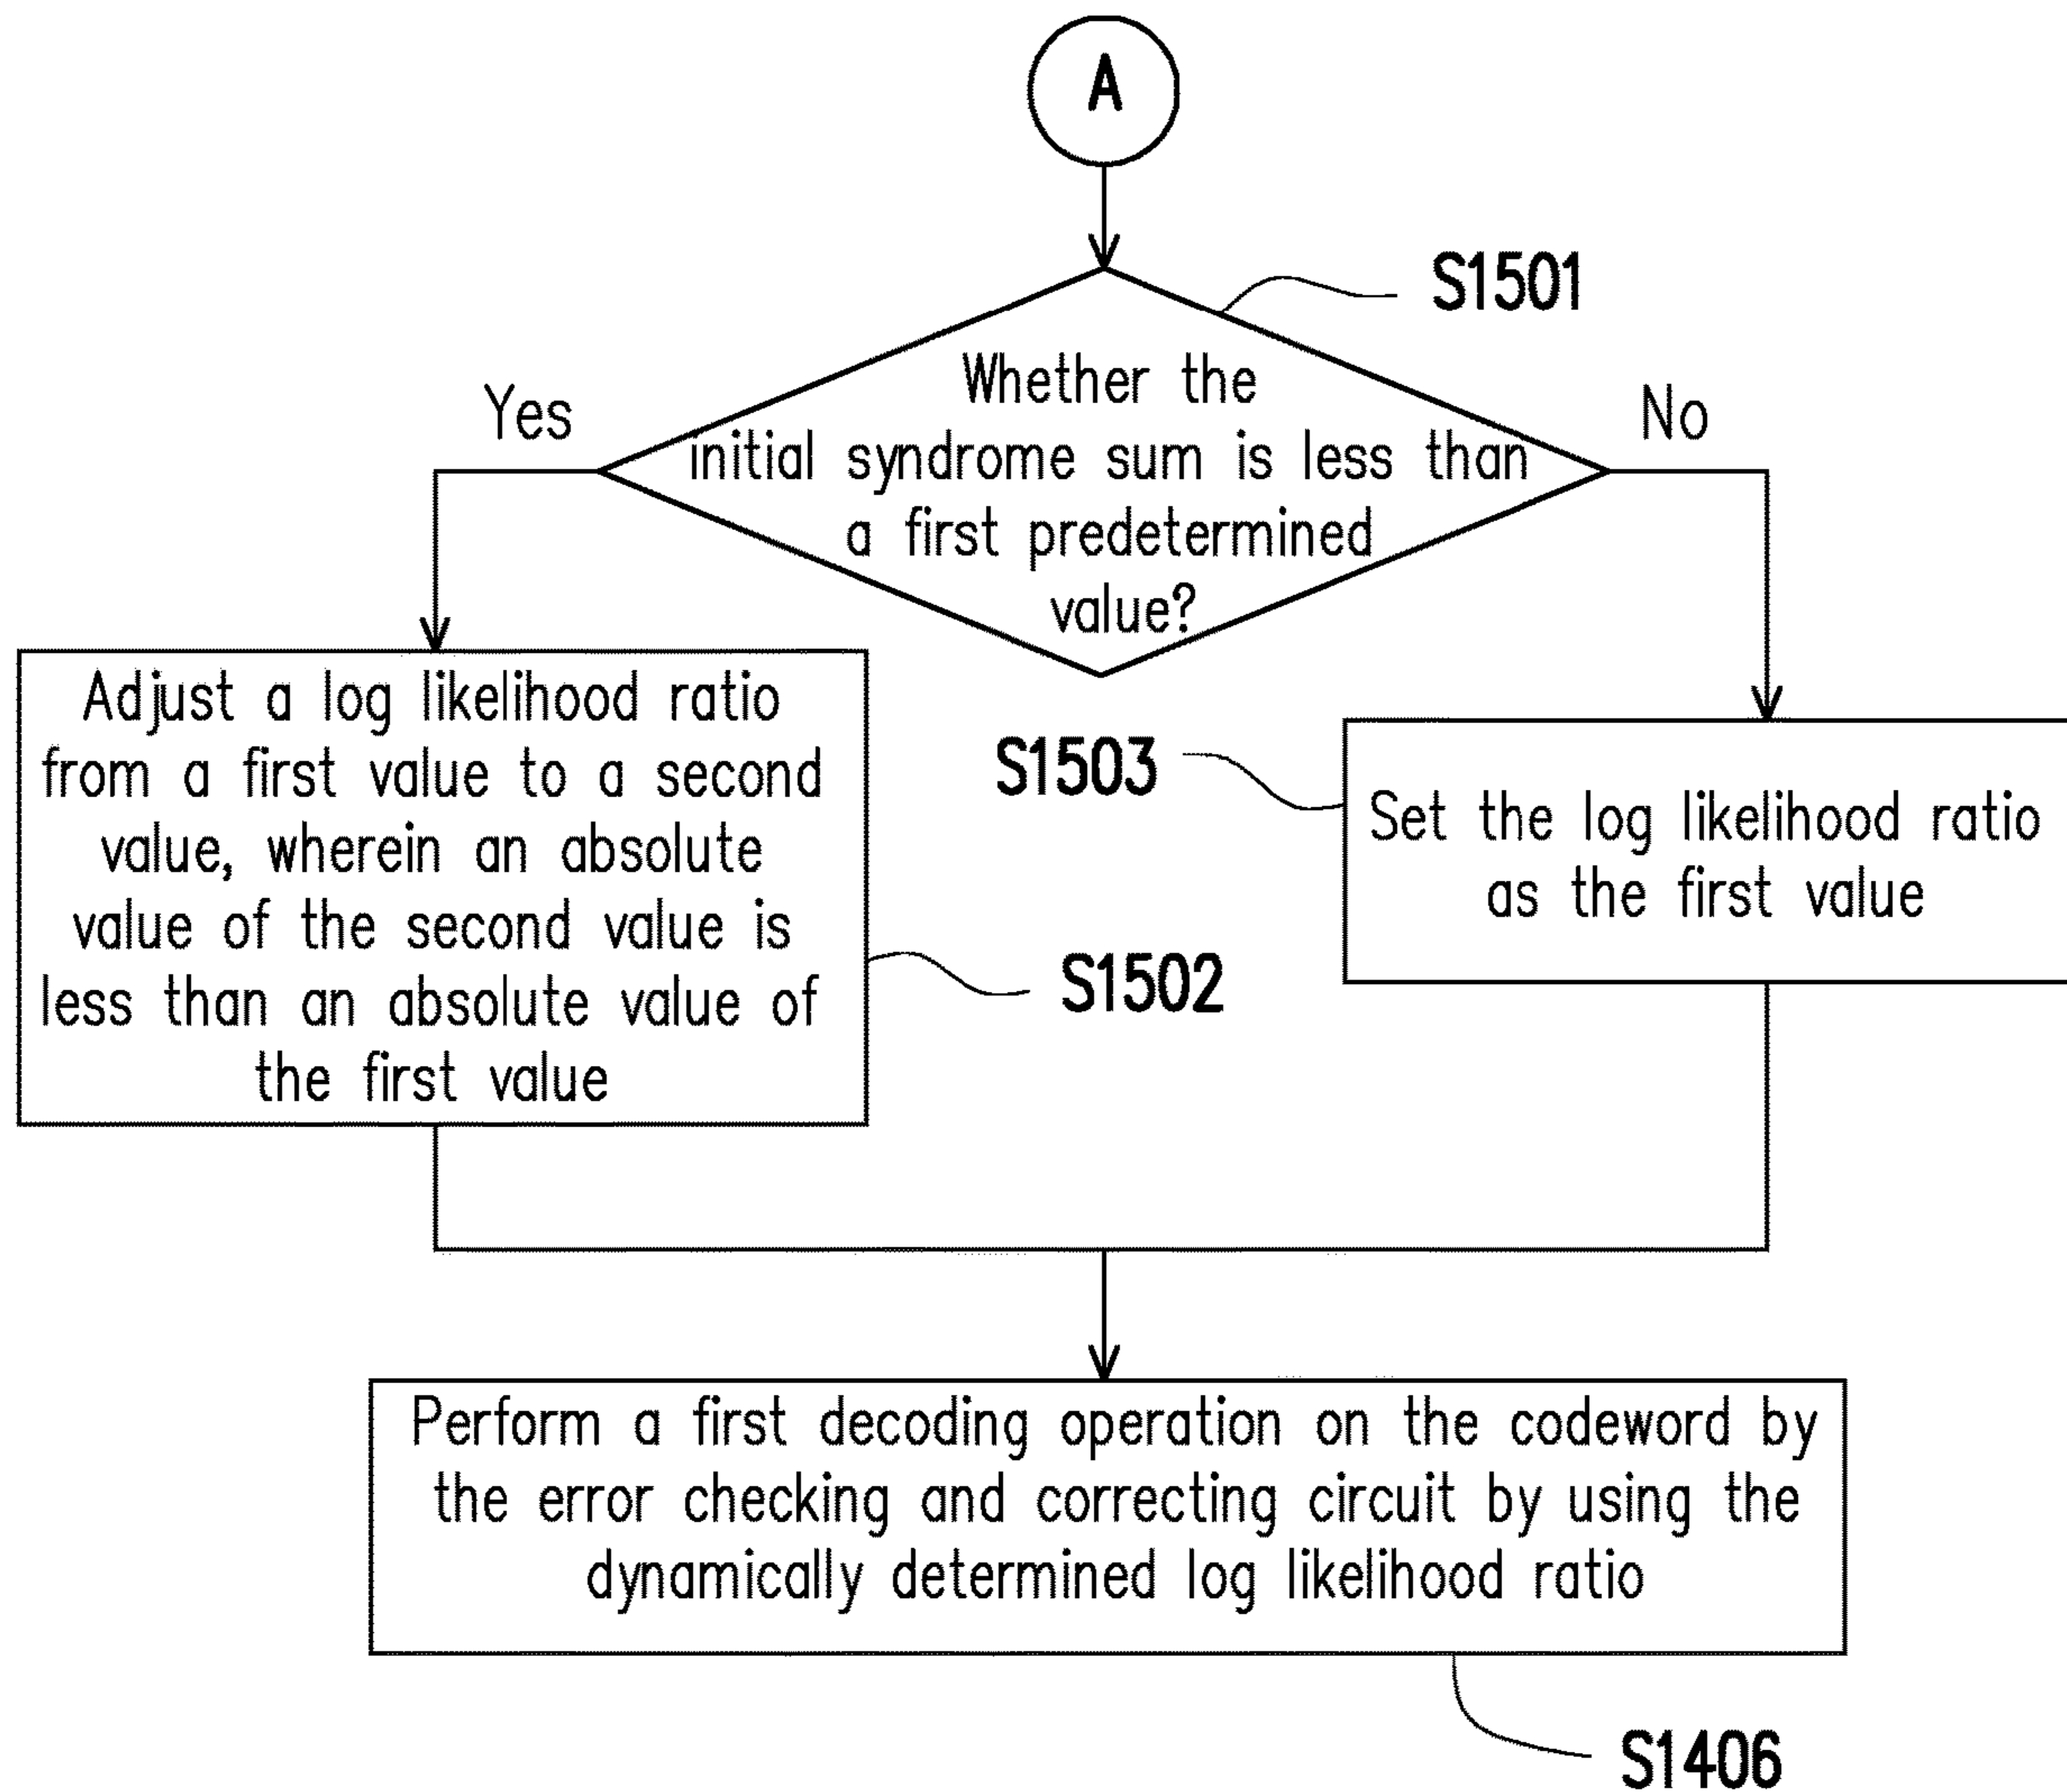 A
S1501
Whether the
initial syndrome sum is less than
a first predetermined
value?
Yes
No
Adjust a log likelihood ratio
from a first value to a second
value, wherein an absolute
value of the second value is
less than an absolute value of
the first value
S1502
S1503
Set the log likelihood ratio
as the first value
Perform a first decoding operation on the codeword by
the error checking and correcting circuit by using the
dynamically determined log likelihood ratio
S1406